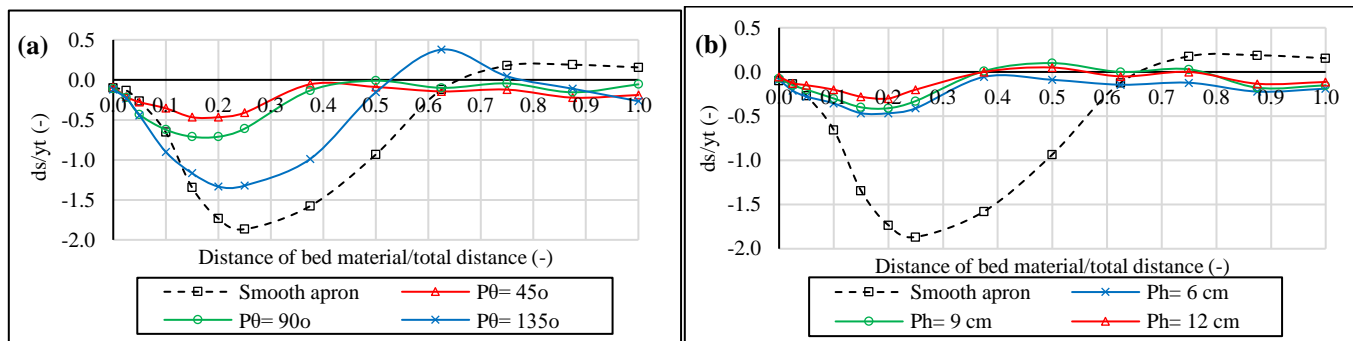 (a)
0.5
0.0
-0.5
-1.0
-1.5
-2.0
ds/yt (-)
0.0 0.1 0.2 0.3 0.4 0.5 0.6 0.7 0.8 0.9 1.0
Distance of bed material/total distance (-)
Smooth apron
Pθ= 45o
Pθ= 90o
Pθ= 135o
(b)
0.5
0.0
-0.5
-1.0
-1.5
-2.0
ds/yt (-)
0.0 0.1 0.2 0.3 0.4 0.5 0.6 0.7 0.8 0.9 1.0
Distance of bed material/total distance (-)
Smooth apron
Ph= 6 cm
Ph= 9 cm
Ph= 12 cm